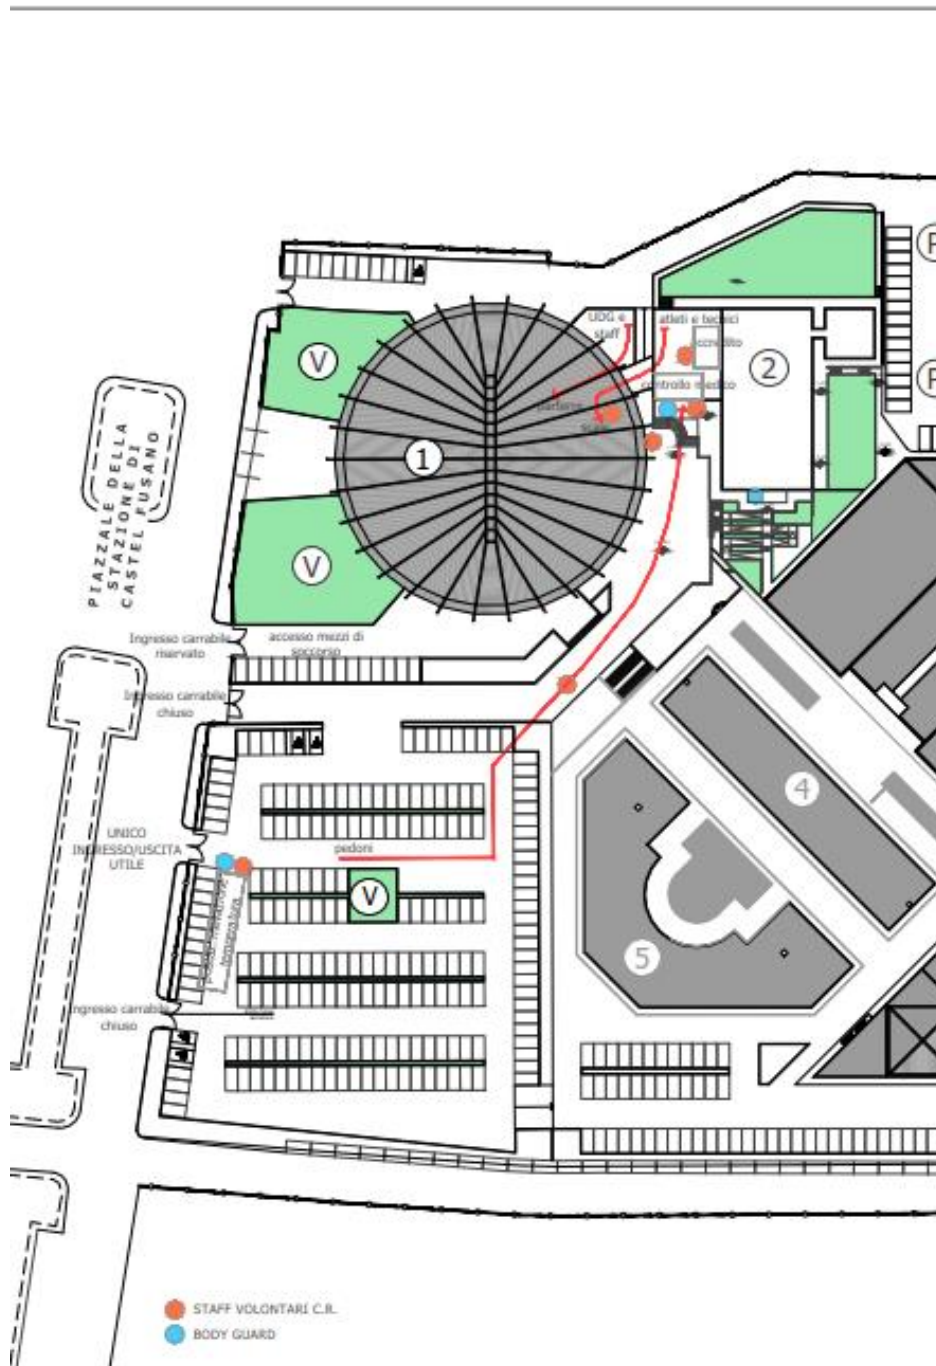 UDG e
staff
atleti e tecnici
controllo medico
V
2
1
V
PIAZZALE DELLA
STAZIONE DI
CASTEL FUSANO
Ingresso carrabile
riservato
accesso mezzi di
soccorso
Ingresso carrabile
chiuso
4
UNICO
INGRESSO/USCITA
UTILE
pedoni
V
5
temperatura
Ingresso carrabile
chiuso
STAFF VOLONTARI C.R.
BODY GUARD